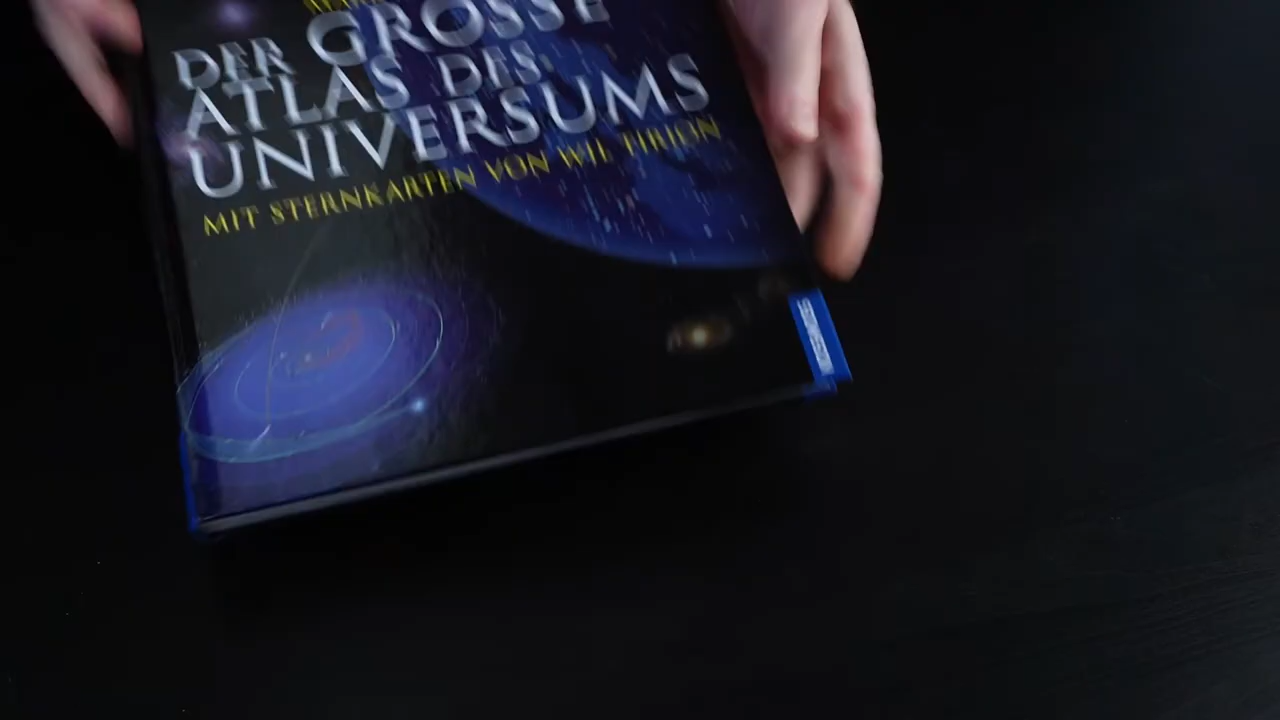 DER GROSSE
ATLAS DES
UNIVERSUMS
MIT STERNKARTEN VON WIL TIRION